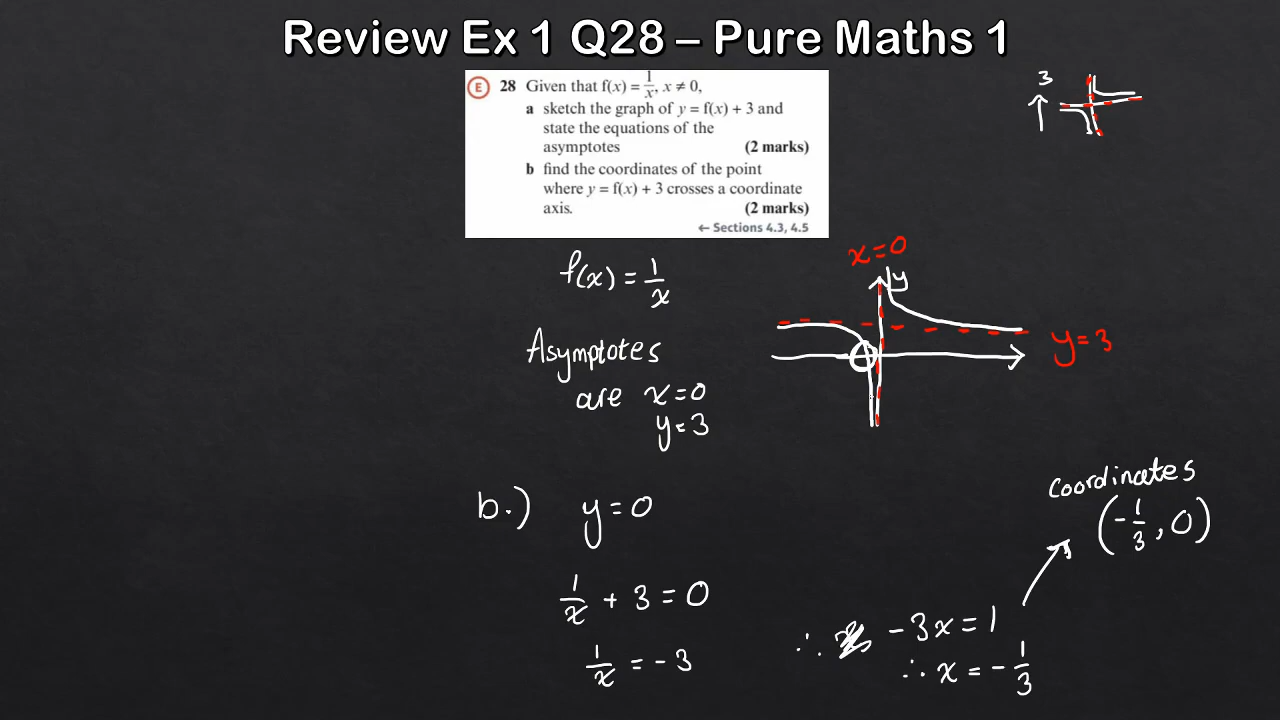 Review Ex 1 Q28 – Pure Maths 1
E 28 Given that f(x) = 1/x, x ≠ 0,
a sketch the graph of y = f(x) + 3 and
state the equations of the
asymptotes (2 marks)
b find the coordinates of the point
where y = f(x) + 3 crosses a coordinate
axis. (2 marks)
← Sections 4.3, 4.5
3
f(x) = 1/x
x=0
y
y=3
Asymptotes
are x=0
y=3
b.) y=0
1/x + 3 = 0
1/x = -3
∴ -3x = 1
∴ x = -1/3
Coordinates
(-1/3, 0)